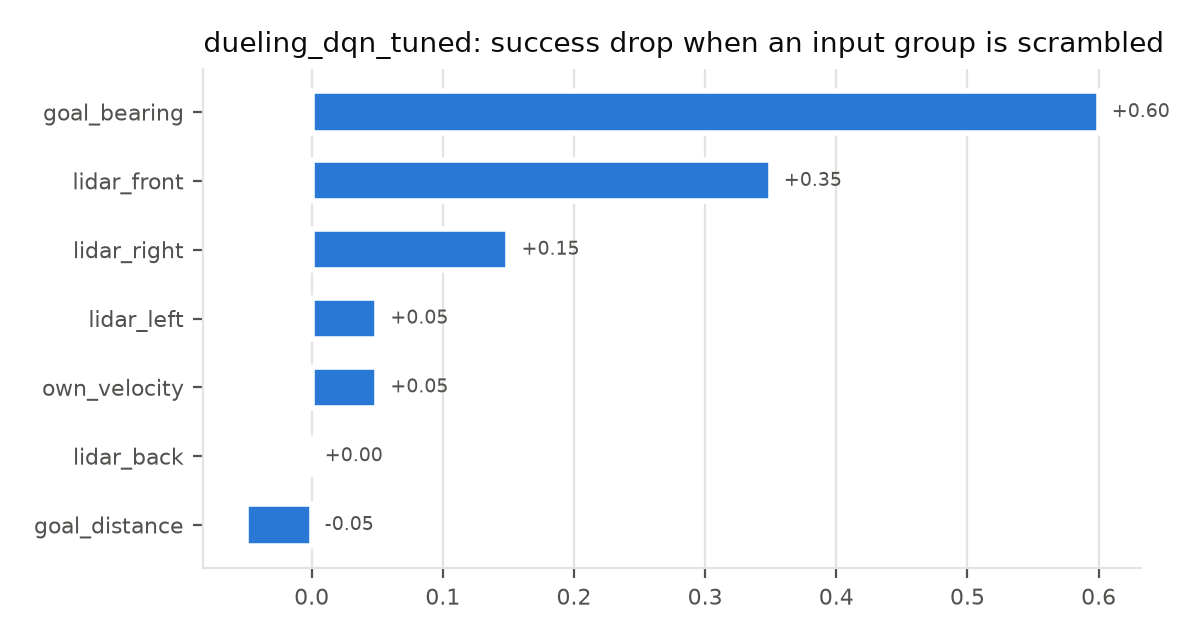 dueling_dqn_tuned: success drop when an input group is scrambled
goal_bearing +0.60
lidar_front +0.35
lidar_right +0.15
lidar_left +0.05
own_velocity +0.05
lidar_back +0.00
goal_distance -0.05
0.0 0.1 0.2 0.3 0.4 0.5 0.6